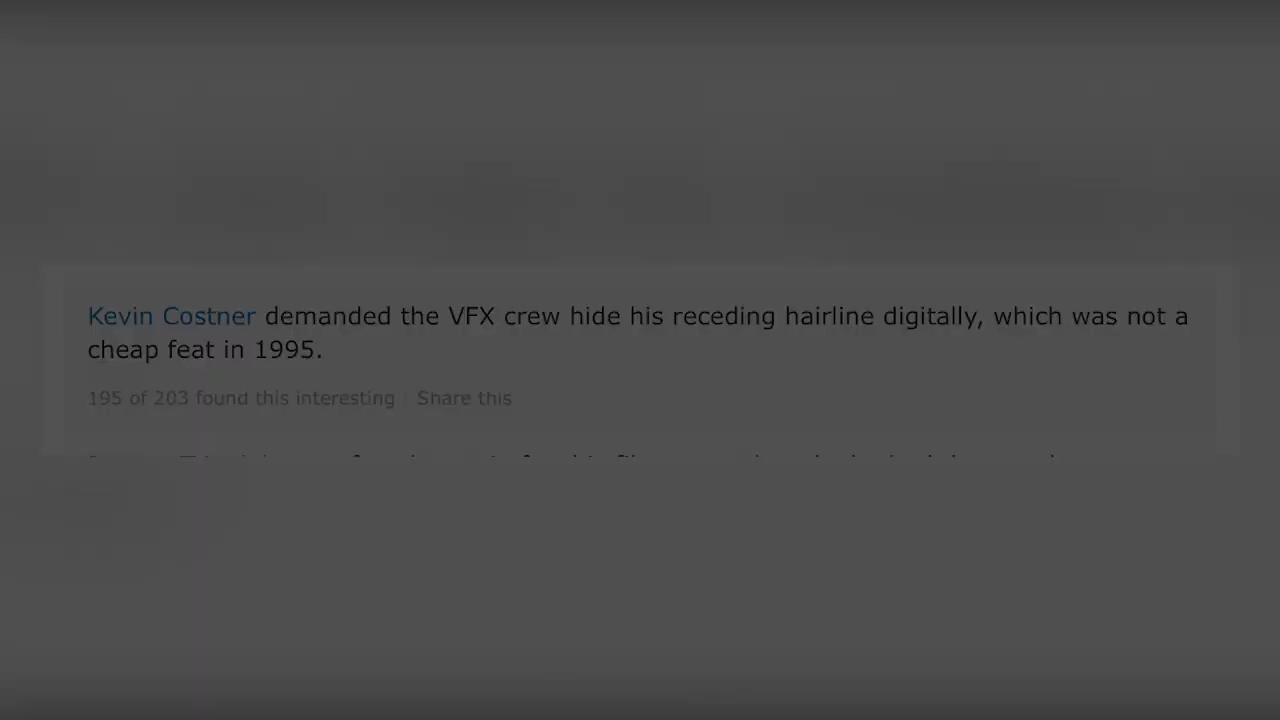 Kevin Costner demanded the VFX crew hide his receding hairline digitally, which was not a
cheap feat in 1995.
195 of 203 found this interesting | Share this